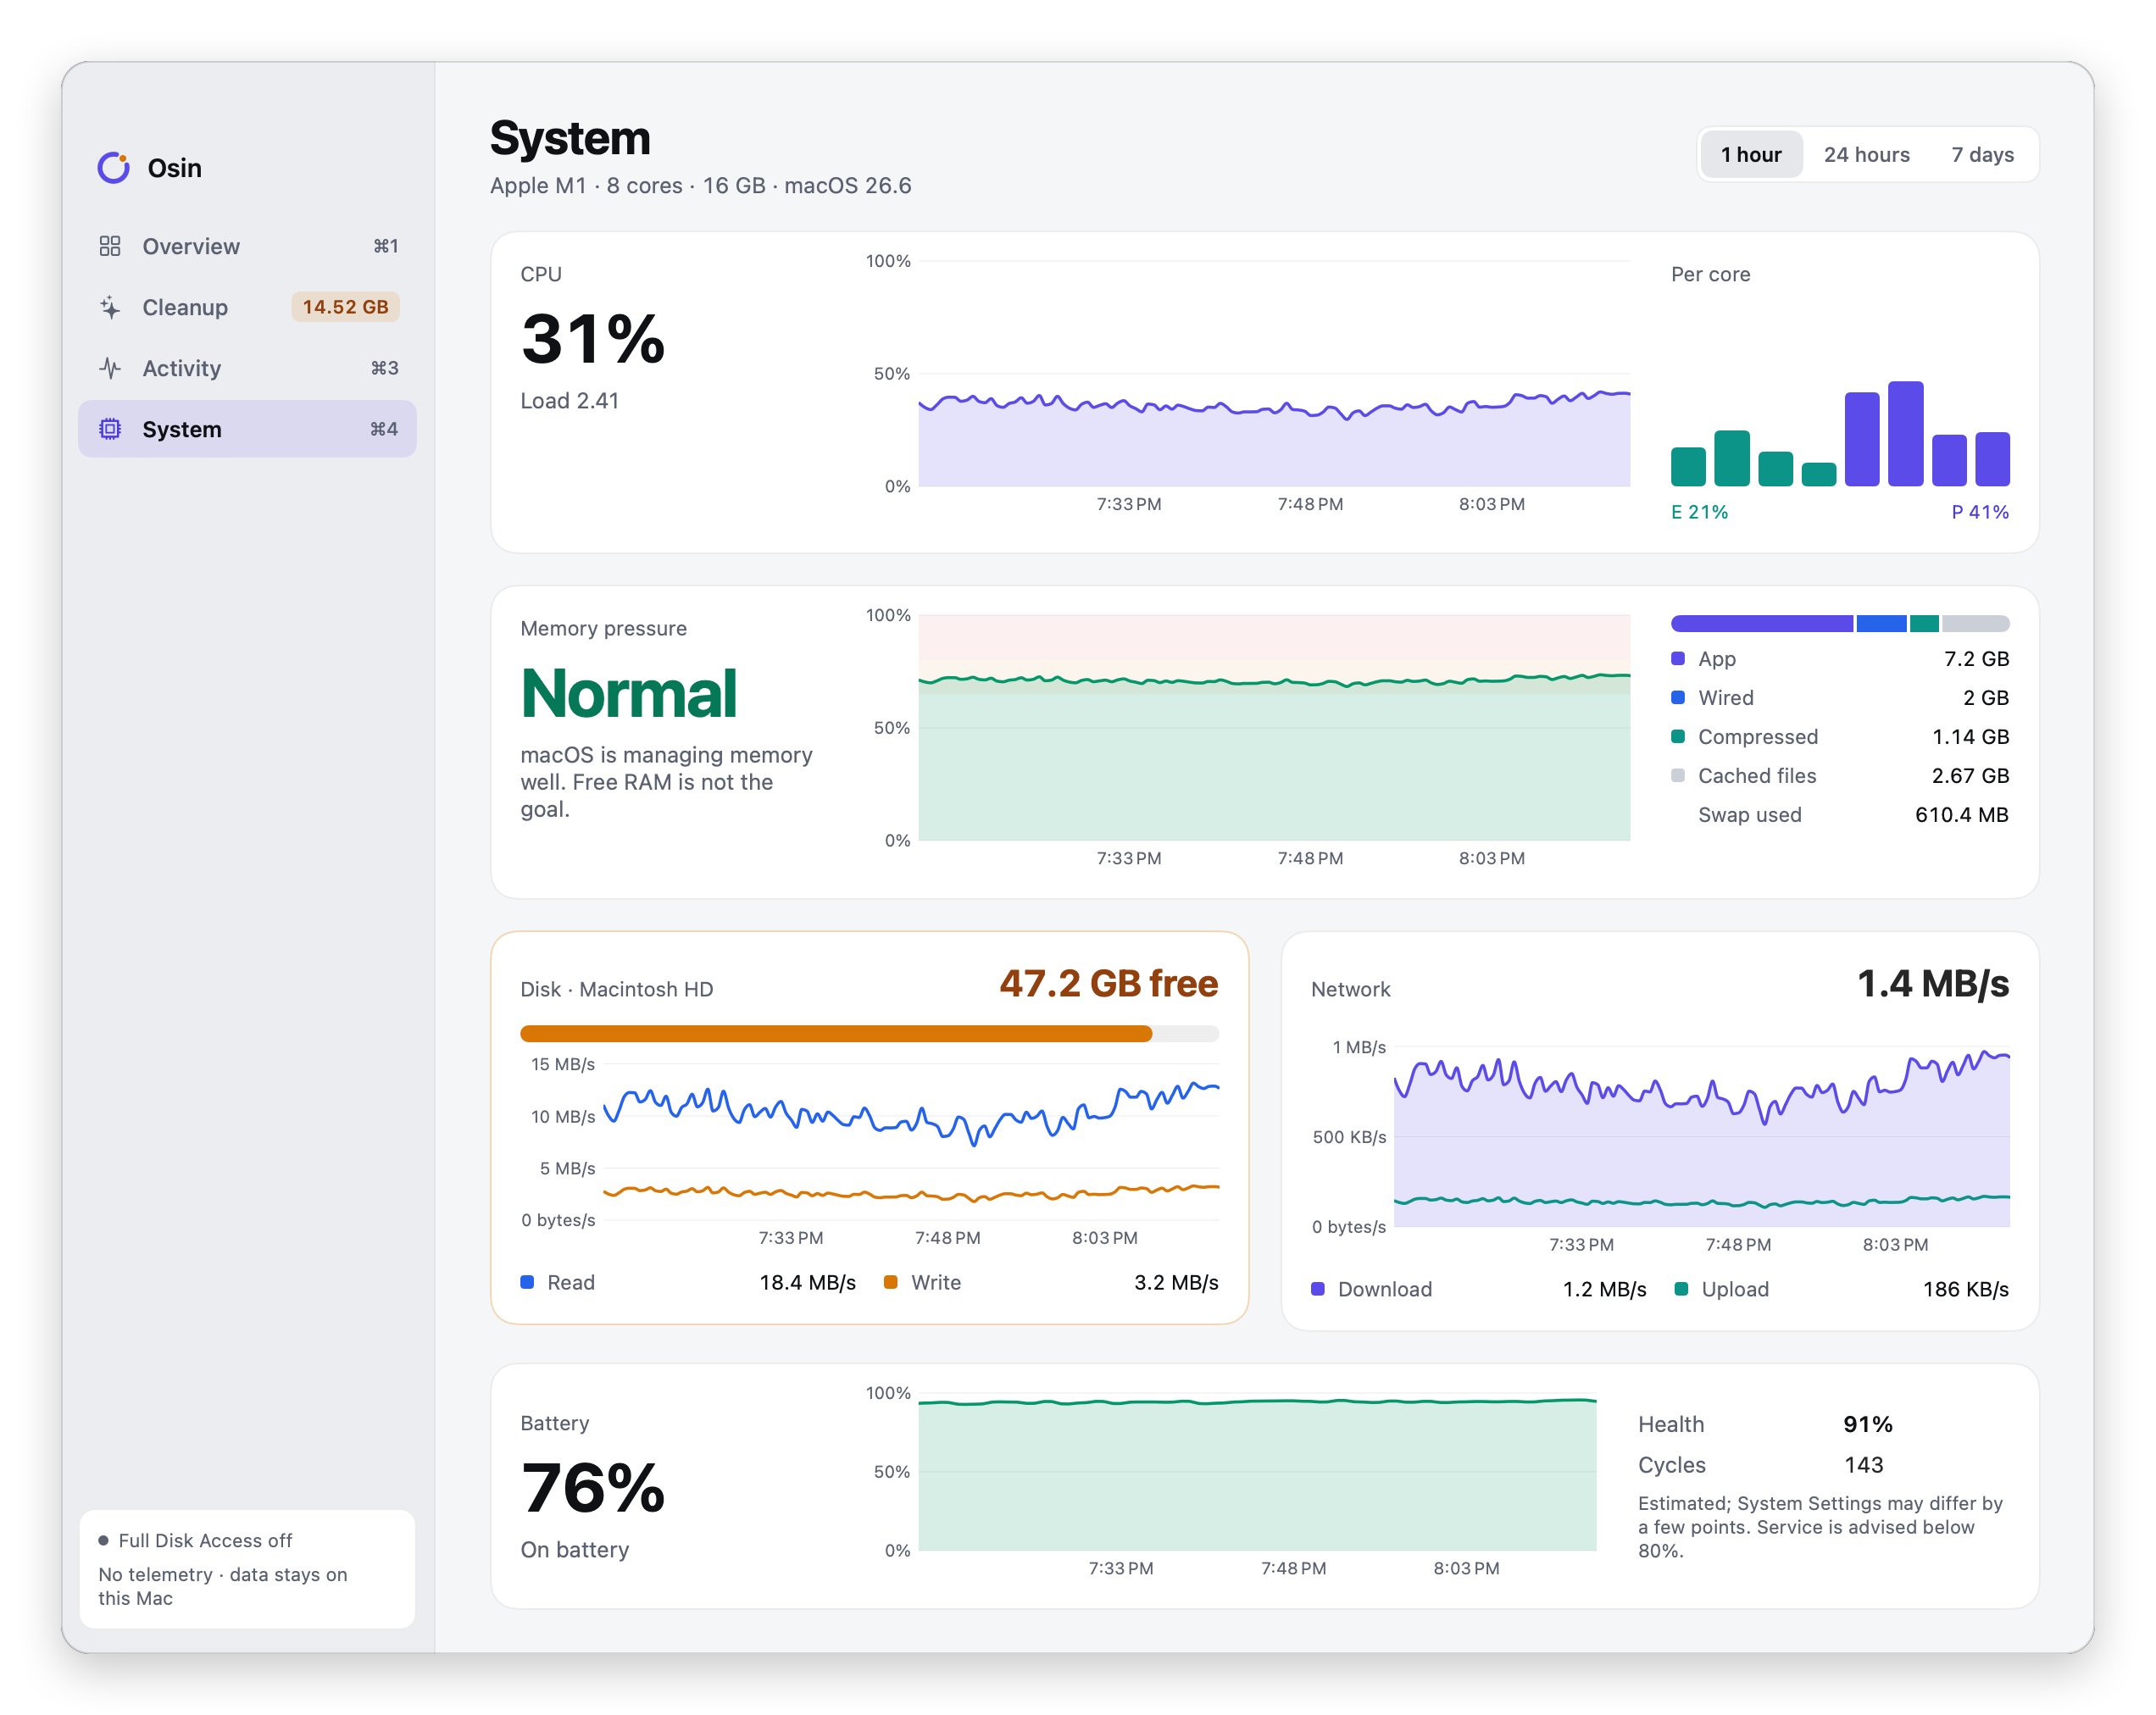 Osin
Overview ⌘1
Cleanup 14.52 GB
Activity ⌘3
System ⌘4
Full Disk Access off
No telemetry · data stays on
this Mac
System
Apple M1 · 8 cores · 16 GB · macOS 26.6
1 hour 24 hours 7 days
CPU
31%
Load 2.41
100%
50%
0%
7:33 PM 7:48 PM 8:03 PM
Per core
E 21% P 41%
Memory pressure
Normal
macOS is managing memory
well. Free RAM is not the
goal.
100%
50%
0%
7:33 PM 7:48 PM 8:03 PM
App 7.2 GB
Wired 2 GB
Compressed 1.14 GB
Cached files 2.67 GB
Swap used 610.4 MB
Disk · Macintosh HD 47.2 GB free
15 MB/s
10 MB/s
5 MB/s
0 bytes/s
7:33 PM 7:48 PM 8:03 PM
Read 18.4 MB/s Write 3.2 MB/s
Network 1.4 MB/s
1 MB/s
500 KB/s
0 bytes/s
7:33 PM 7:48 PM 8:03 PM
Download 1.2 MB/s Upload 186 KB/s
Battery
76%
On battery
100%
50%
0%
7:33 PM 7:48 PM 8:03 PM
Health 91%
Cycles 143
Estimated; System Settings may differ by
a few points. Service is advised below
80%.